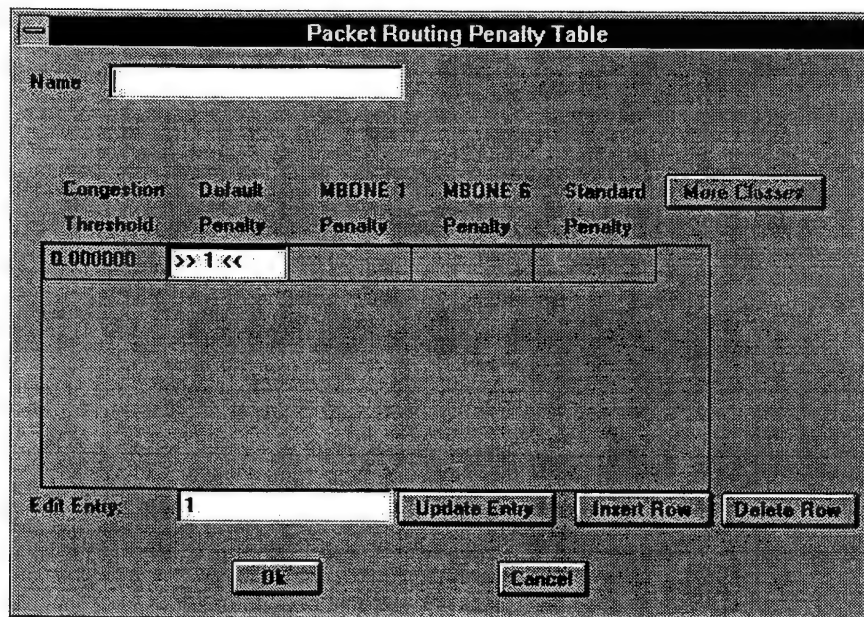 Packet Routing Penalty Table
Name
Congestion Default MBONE 1 MBONE 6 Standard More Classes
Threshold Penalty Penalty Penalty Penalty
0.000000 >> 1 <<
Edit Entry: 1 Update Entry Insert Row Delete Row
Ok Cancel